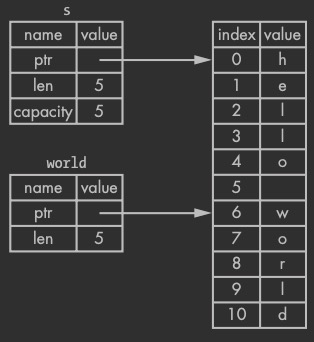 s
name value
ptr
len 5
capacity 5
world
name value
ptr
len 5
index value
0 h
1 e
2 l
3 l
4 o
5
6 w
7 o
8 r
9 l
10 d